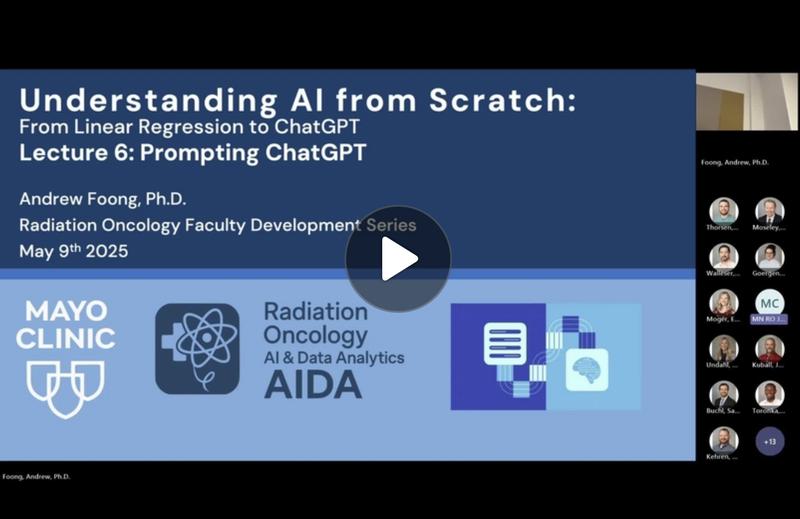 Understanding AI from Scratch:
From Linear Regression to ChatGPT
Lecture 6: Prompting ChatGPT
Andrew Foong, Ph.D.
Radiation Oncology Faculty Development Series
May 9th 2025
MAYO
CLINIC
Radiation
Oncology
AI & Data Analytics
AIDA
Foong, Andrew, Ph.D.
Thorsen,... Moseley,...
Walleser,... Goergen...
MC
Moger, E... MN RO J...
Undahl,... Kuball, J...
Buchl, Sa... Toronka,...
Kehren, ... +13
Foong, Andrew, Ph.D.